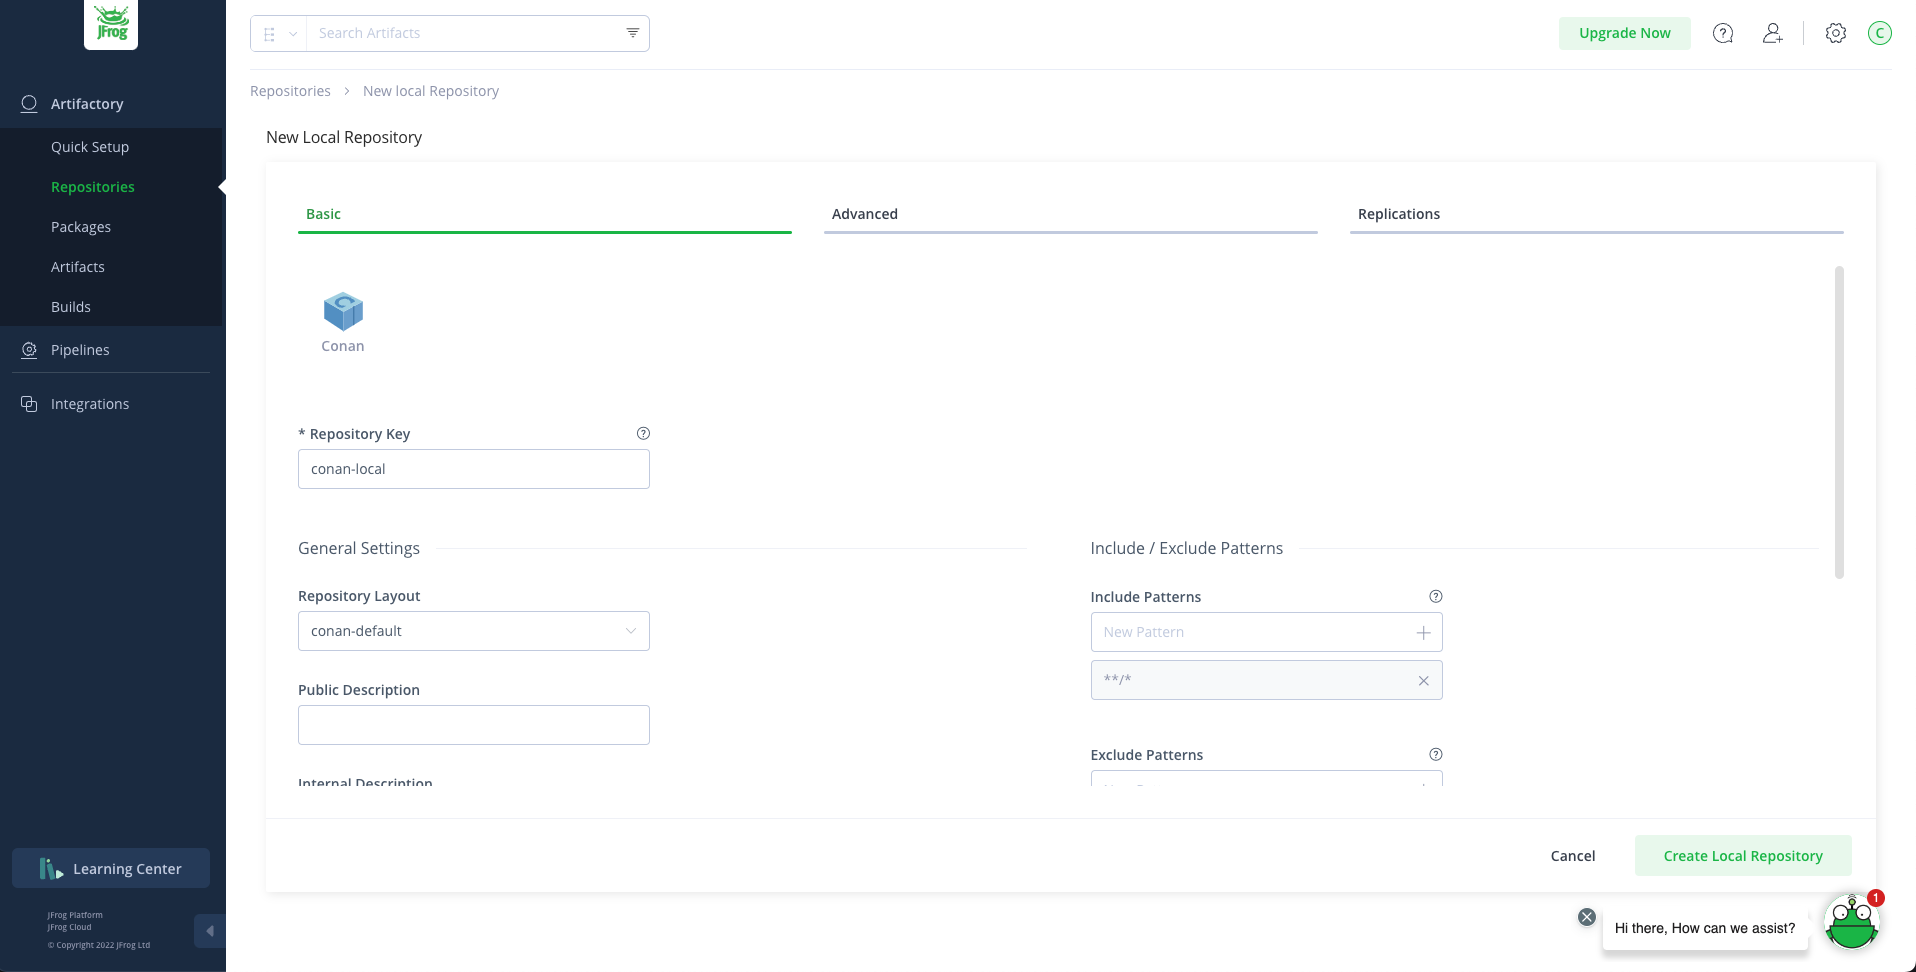 JFrog
Search Artifacts
Upgrade Now
C
Artifactory
Quick Setup
Repositories
Packages
Artifacts
Builds
Pipelines
Integrations
Learning Center
JFrog Platform
JFrog Cloud
© Copyright 2022 JFrog Ltd
Repositories > New local Repository
New Local Repository
Basic
Advanced
Replications
Conan
* Repository Key
conan-local
General Settings
Repository Layout
conan-default
Public Description
Internal Description
Include / Exclude Patterns
Include Patterns
New Pattern
**/*
Exclude Patterns
Cancel
Create Local Repository
Hi there, How can we assist?
1